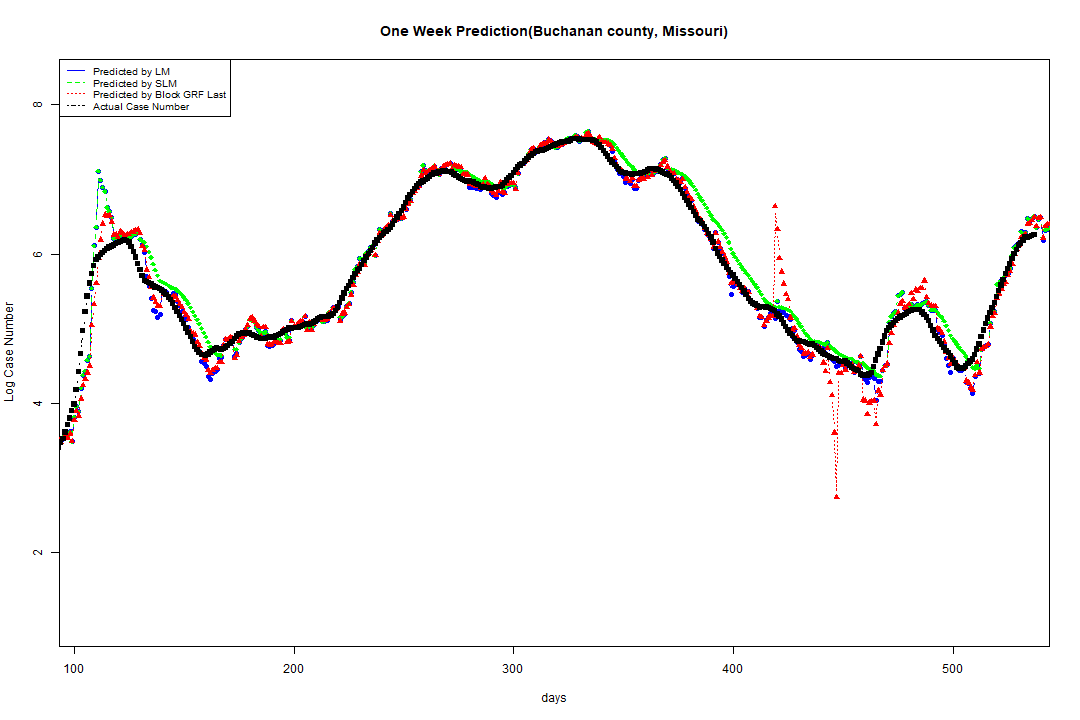 One Week Prediction(Buchanan county, Missouri)
Predicted by LM
Predicted by SLM
Predicted by Block GRF Last
Actual Case Number
8
6
4
2
Log Case Number
100 200 300 400 500
days